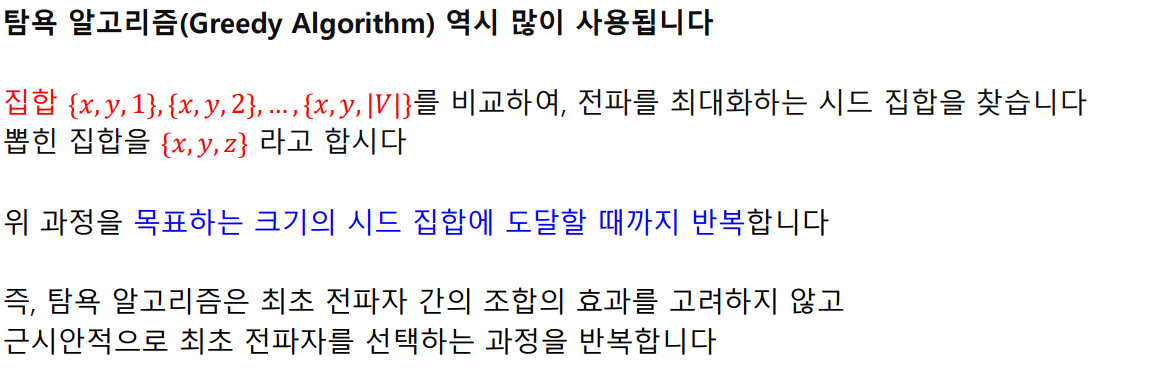 탐욕 알고리즘(Greedy Algorithm) 역시 많이 사용됩니다
집합 {x, y, 1}, {x, y, 2}, … , {x, y, |V|}를 비교하여, 전파를 최대화하는 시드 집합을 찾습니다
뽑힌 집합을 {x, y, z} 라고 합시다
위 과정을 목표하는 크기의 시드 집합에 도달할 때까지 반복합니다
즉, 탐욕 알고리즘은 최초 전파자 간의 조합의 효과를 고려하지 않고
근시안적으로 최초 전파자를 선택하는 과정을 반복합니다